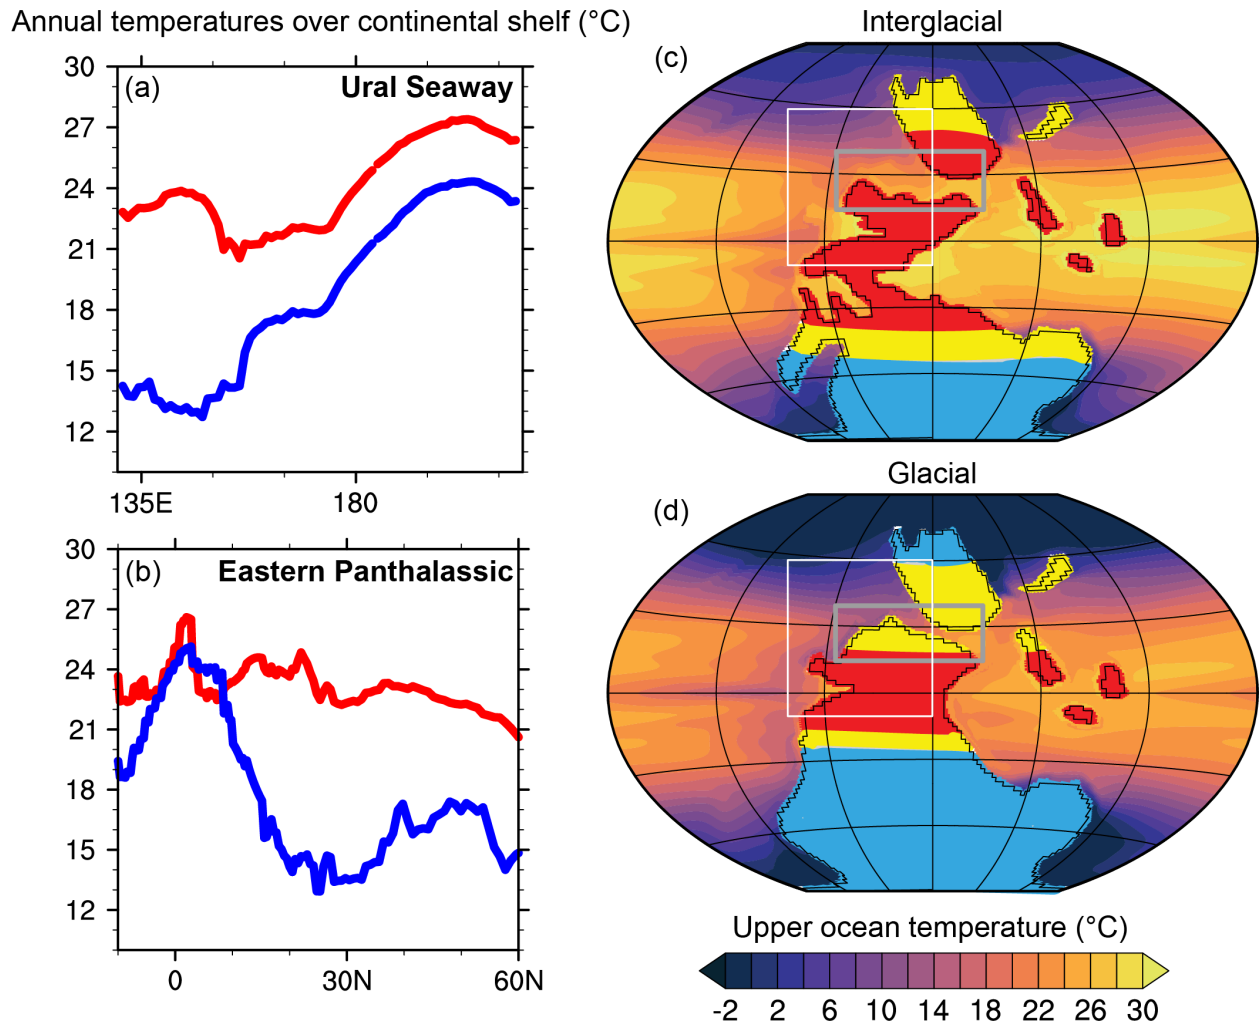 Annual temperatures over continental shelf (°C)
(a) Ural Seaway
30
27
24
21
18
15
12
135E 180
(b) Eastern Panthalassic
30
27
24
21
18
15
12
0 30N 60N
Interglacial
(c)
Glacial
(d)
Upper ocean temperature (°C)
-2 2 6 10 14 18 22 26 30